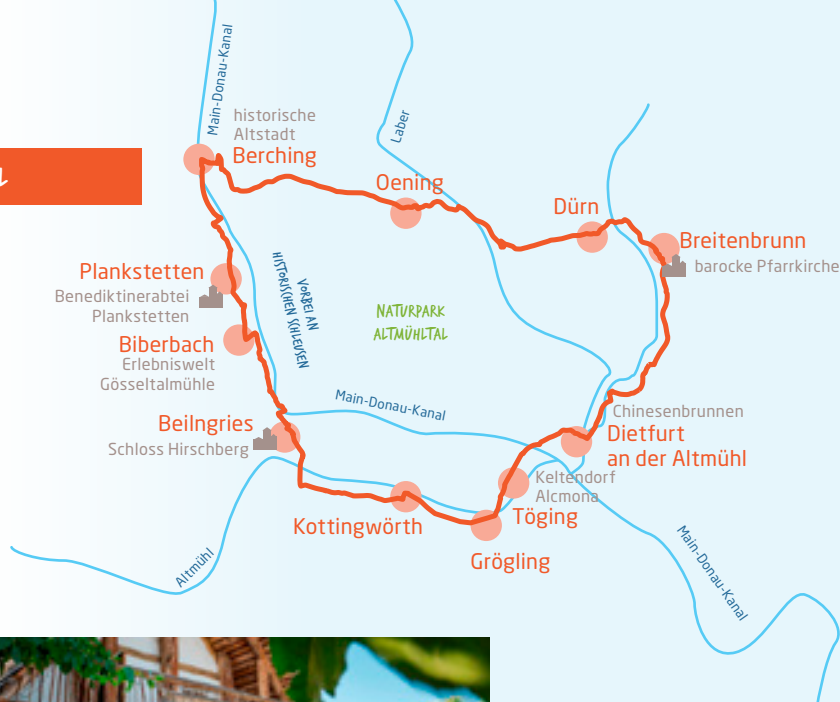 Main-Donau-Kanal
historische
Altstadt
Berching
Laber
Oening
Dürn
Breitenbrunn
barocke Pfarrkirche
Plankstetten
Benediktinerabtei
Plankstetten
VORBEI AN
HISTORISCHEN SCHLEUSEN
NATURPARK
ALTMÜHLTAL
Biberbach
Erlebniswelt
Gösseltalmühle
Main-Donau-Kanal
Beilngries
Schloss Hirschberg
Chinesenbrunnen
Dietfurt
an der Altmühl
Keltendorf
Alcmona
Töging
Kottingwörth
Grögling
Altmühl
Main-Donau-Kanal